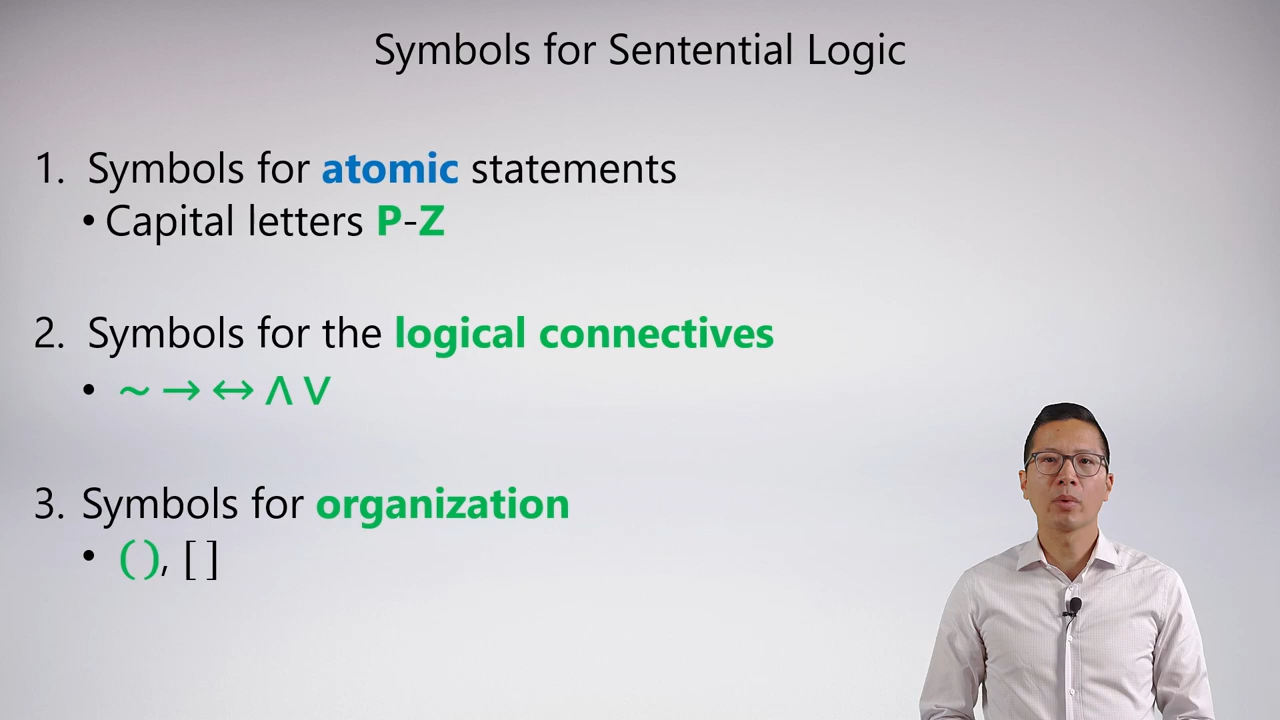 Symbols for Sentential Logic
1. Symbols for atomic statements
• Capital letters P-Z
2. Symbols for the logical connectives
• ~ → ↔ ∧ ∨
3. Symbols for organization
• ( ), [ ]